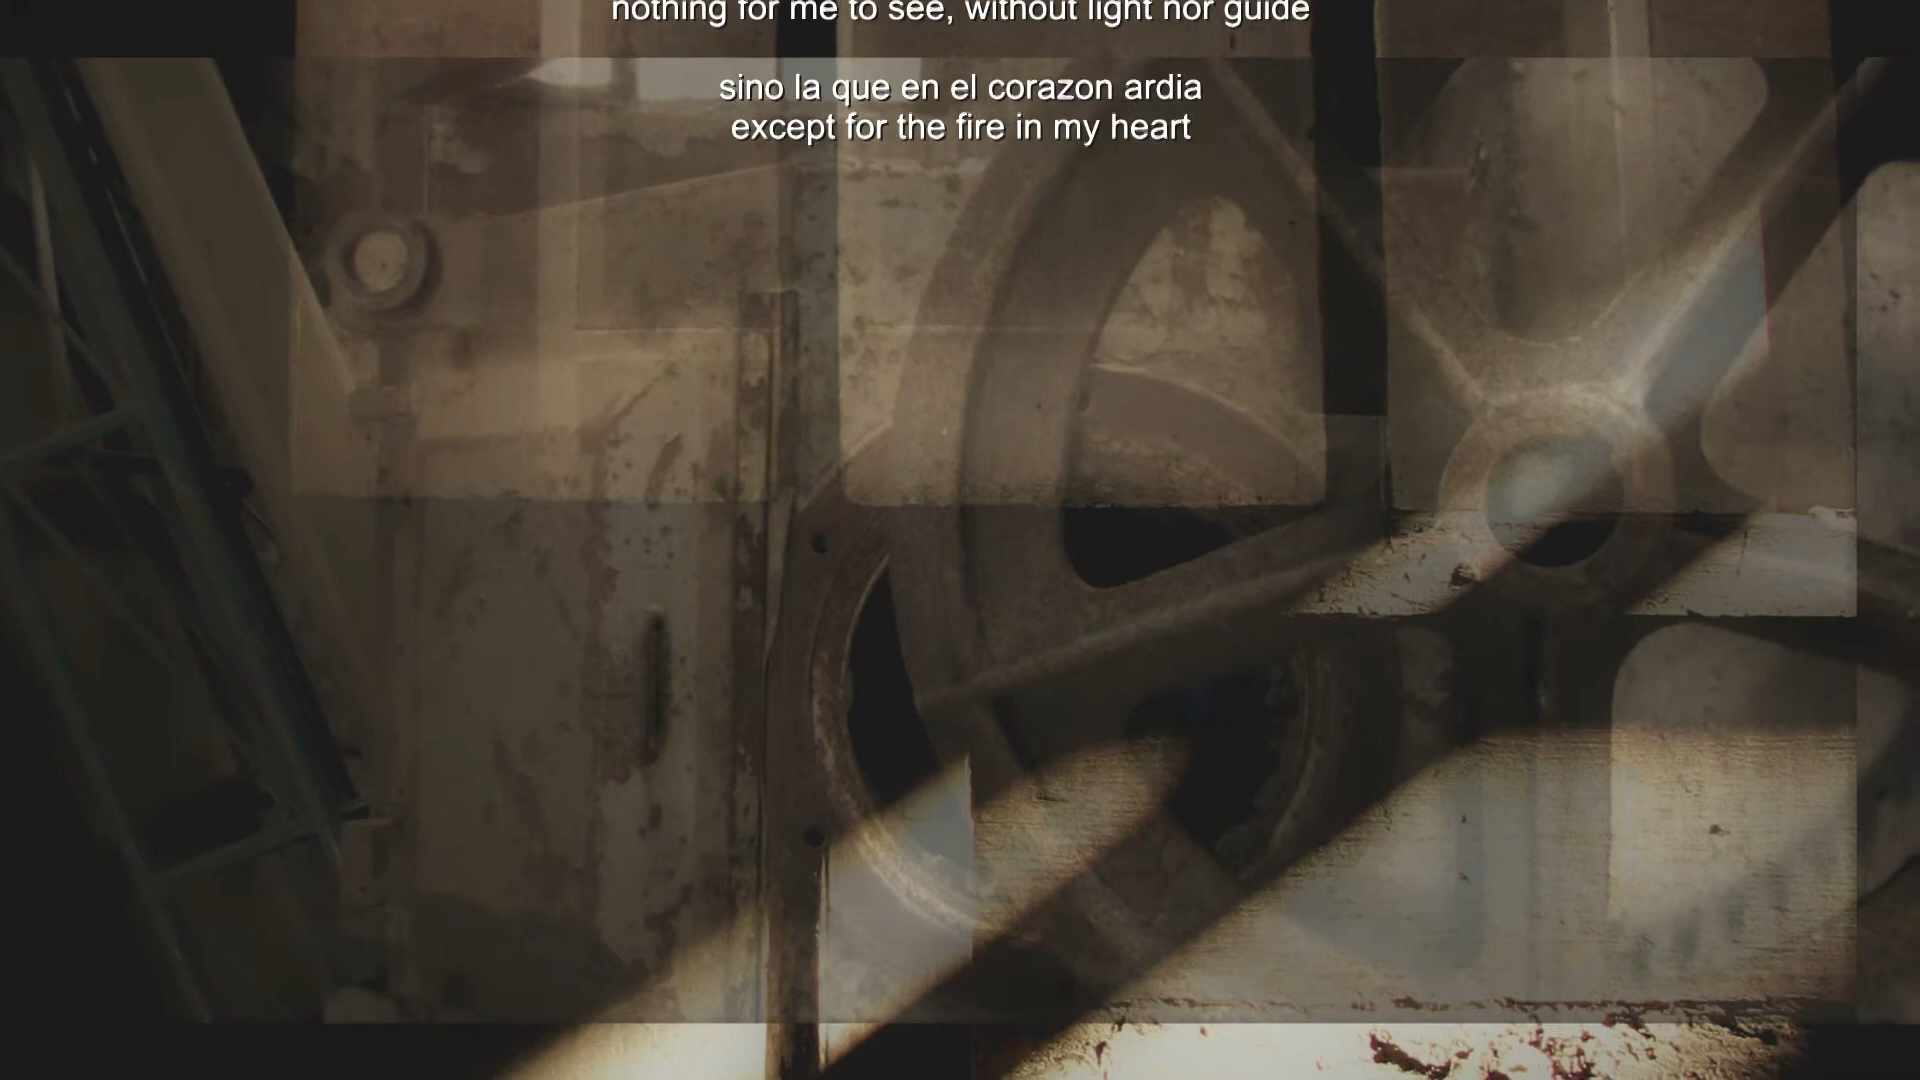 nothing for me to see, without light nor guide
sino la que en el corazon ardia
except for the fire in my heart